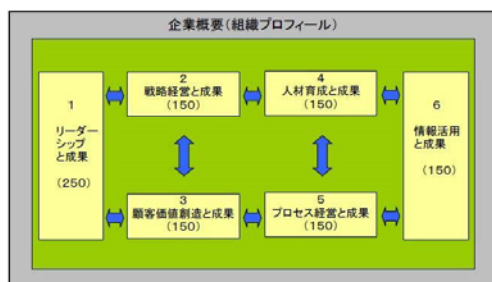 企業概要(組織プロフィール)
1
リーダー
シップ
と成果
(250)
2
戦略経営と成果
(150)
3
顧客価値創造と成果
(150)
4
人材育成と成果
(150)
5
プロセス経営と成果
(150)
6
情報活用
と成果
(150)